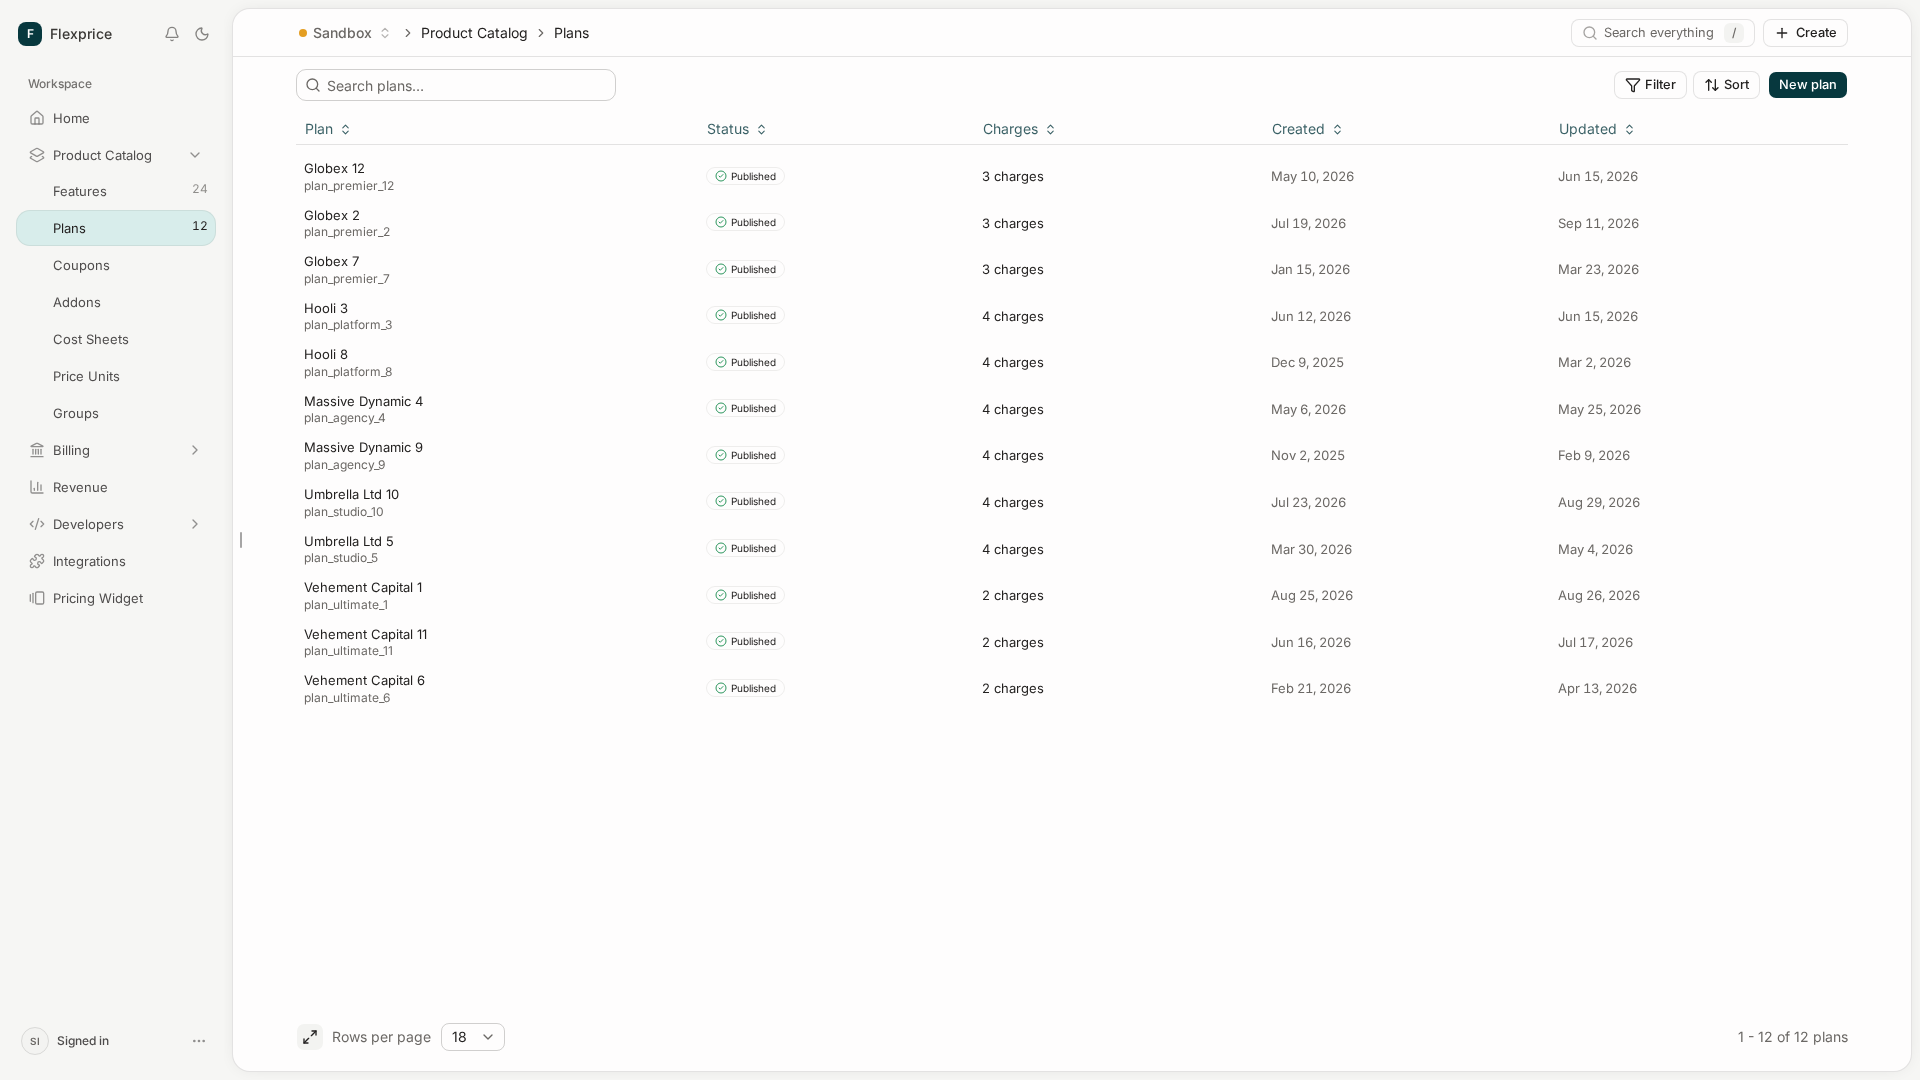 F Flexprice
Workspace
Home
Product Catalog
Features 24
Plans 12
Coupons
Addons
Cost Sheets
Price Units
Groups
Billing
Revenue
Developers
Integrations
Pricing Widget
SI Signed in
Sandbox Product Catalog Plans
Search everything / Create
Search plans...
Filter Sort New plan
Plan Status Charges Created Updated
Globex 12
plan_premier_12
Published 3 charges May 10, 2026 Jun 15, 2026
Globex 2
plan_premier_2
Published 3 charges Jul 19, 2026 Sep 11, 2026
Globex 7
plan_premier_7
Published 3 charges Jan 15, 2026 Mar 23, 2026
Hooli 3
plan_platform_3
Published 4 charges Jun 12, 2026 Jun 15, 2026
Hooli 8
plan_platform_8
Published 4 charges Dec 9, 2025 Mar 2, 2026
Massive Dynamic 4
plan_agency_4
Published 4 charges May 6, 2026 May 25, 2026
Massive Dynamic 9
plan_agency_9
Published 4 charges Nov 2, 2025 Feb 9, 2026
Umbrella Ltd 10
plan_studio_10
Published 4 charges Jul 23, 2026 Aug 29, 2026
Umbrella Ltd 5
plan_studio_5
Published 4 charges Mar 30, 2026 May 4, 2026
Vehement Capital 1
plan_ultimate_1
Published 2 charges Aug 25, 2026 Aug 26, 2026
Vehement Capital 11
plan_ultimate_11
Published 2 charges Jun 16, 2026 Jul 17, 2026
Vehement Capital 6
plan_ultimate_6
Published 2 charges Feb 21, 2026 Apr 13, 2026
Rows per page 18
1 - 12 of 12 plans